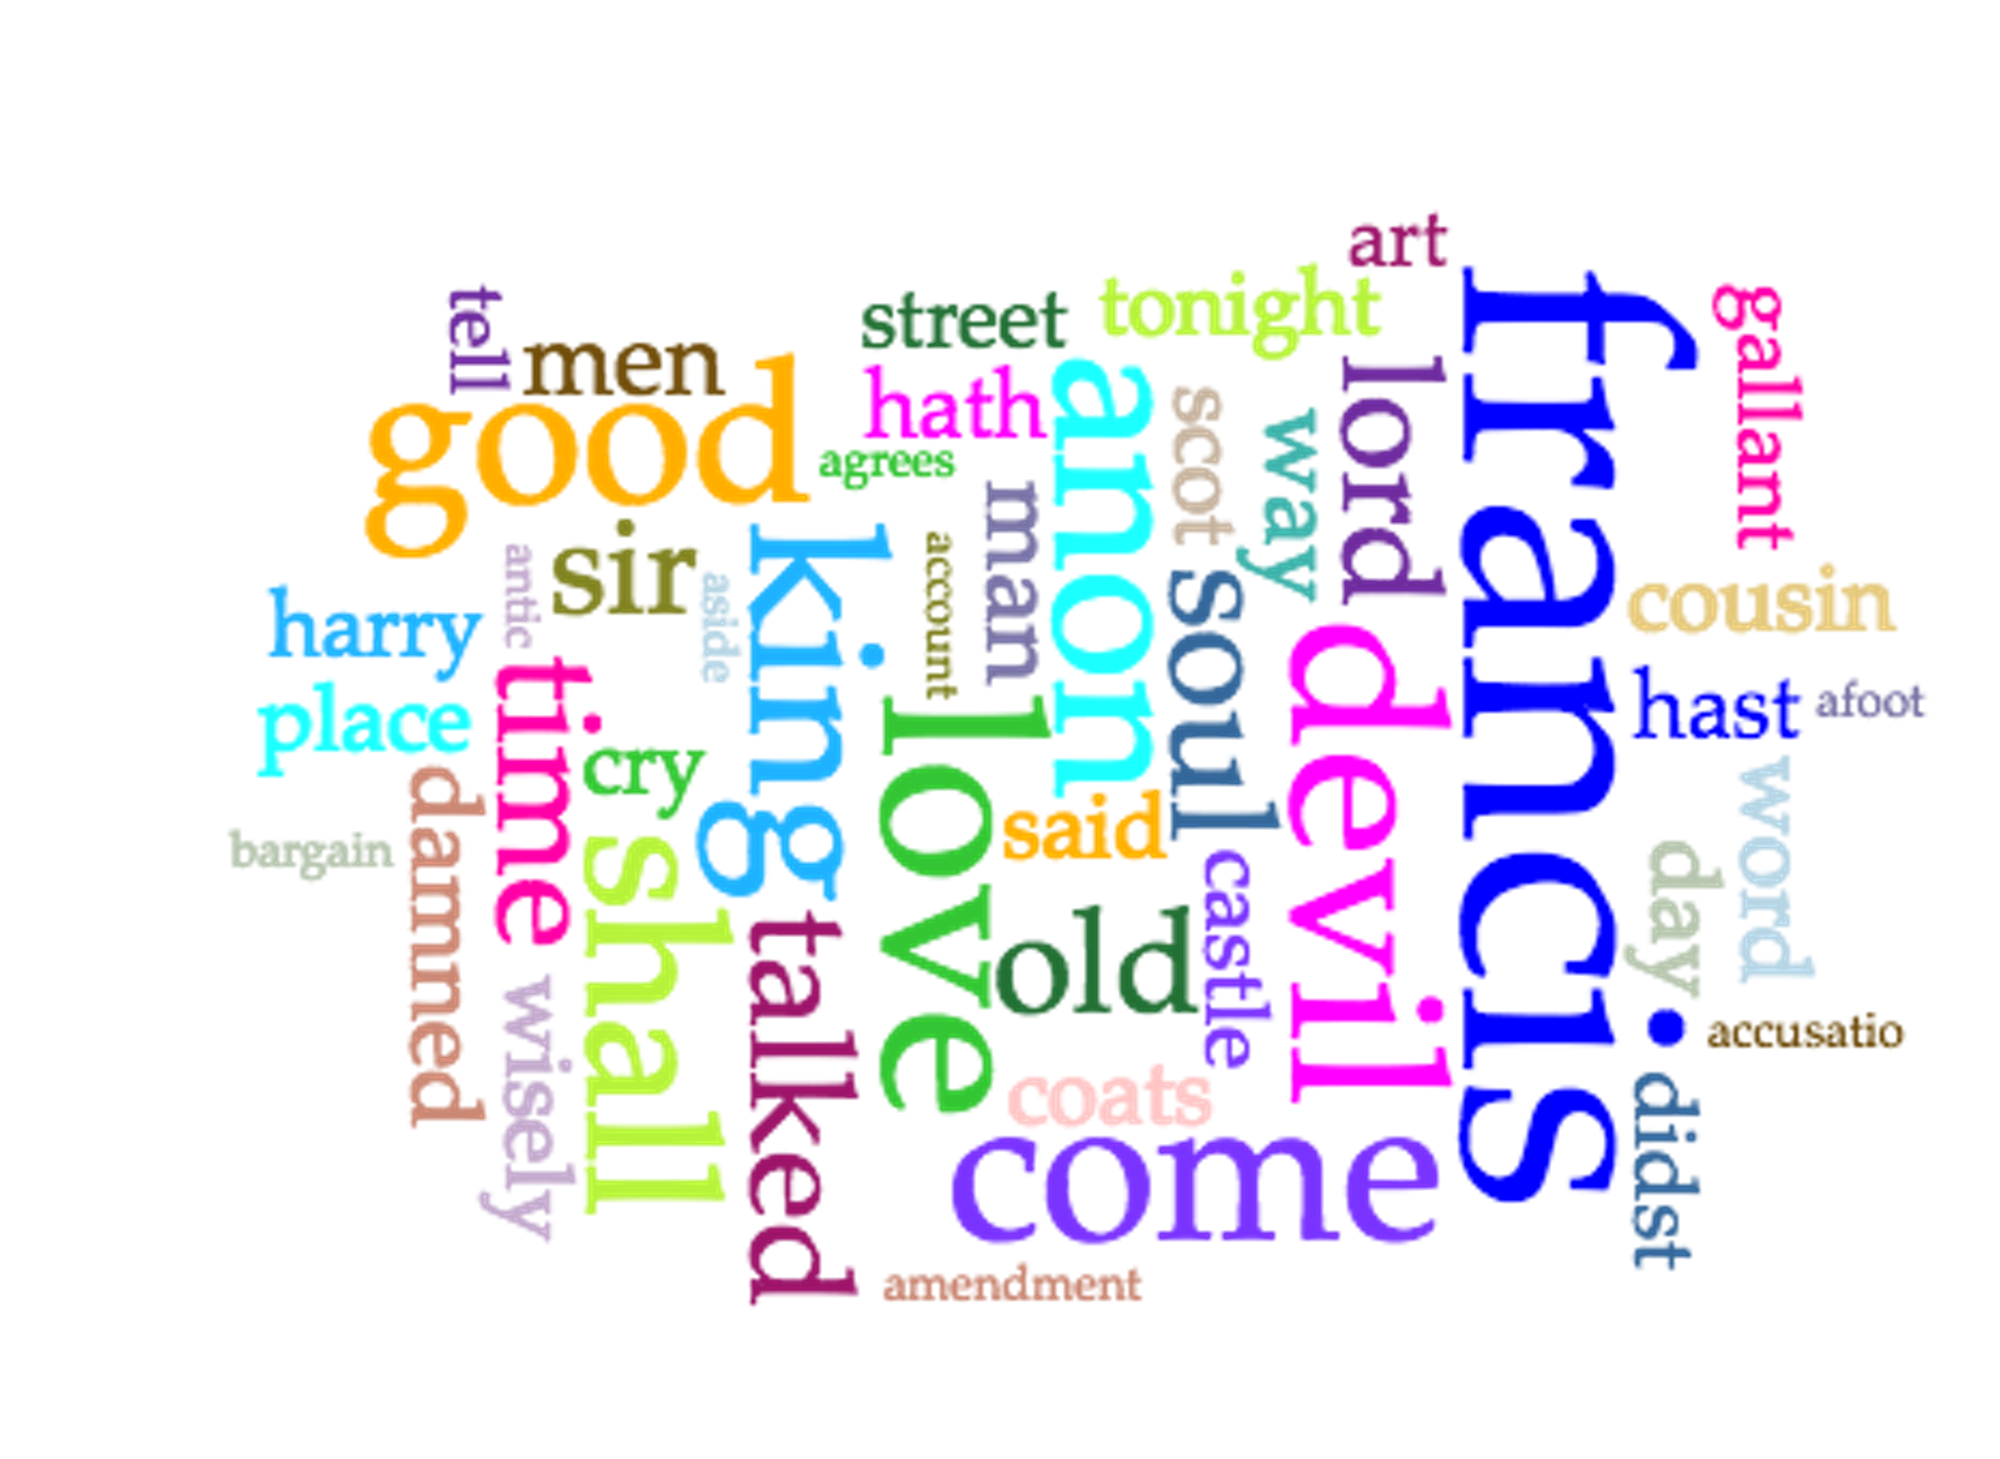 art
tell
men
street
tonight
francis
gallant
good
hath
agrees
anon
scot
way
lord
man
account
king
sir
antic
aside
harry
soul
devil
cousin
place
time
cry
love
said
hast
afoot
word
day
bargain
damned
shall
talked
old
castle
wisely
coats
come
accusatio
didst
amendment